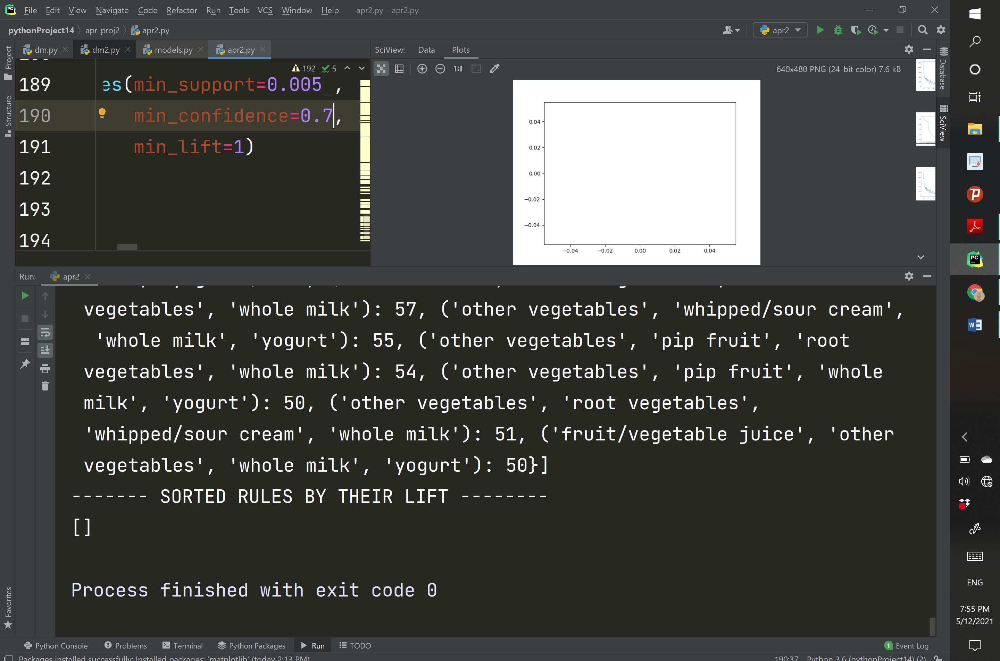 File Edit View Navigate Code Refactor Run Tools VCS Window Help apr2.py - apr2.py
pythonProject14 apr_proj2 apr2.py
apr2
dm.py dm2.py models.py apr2.py
SciView: Data Plots
192 5
1:1
640x480 PNG (24-bit color) 7.6 kB
Project
Structure
Favorites
Database
SciView
189 es(min_support=0.005 ,
190 min_confidence=0.7,
191 min_lift=1)
192
193
194
0.04
0.02
0.00
−0.02
−0.04
−0.04 −0.02 0.00 0.02 0.04
Run: apr2
vegetables', 'whole milk'): 57, ('other vegetables', 'whipped/sour cream',
'whole milk', 'yogurt'): 55, ('other vegetables', 'pip fruit', 'root
vegetables', 'whole milk'): 54, ('other vegetables', 'pip fruit', 'whole
milk', 'yogurt'): 50, ('other vegetables', 'root vegetables',
'whipped/sour cream', 'whole milk'): 51, ('fruit/vegetable juice', 'other
vegetables', 'whole milk', 'yogurt'): 50}]
------- SORTED RULES BY THEIR LIFT --------
[]
Process finished with exit code 0
Python Console Problems Terminal Python Packages Run TODO
1 Event Log
Packages installed successfully: Installed packages: 'matplotlib' (today 2:13 PM)
190:37 Python 3.6 (pythonProject14) (2)
PC
W
ENG
7:55 PM
5/12/2021